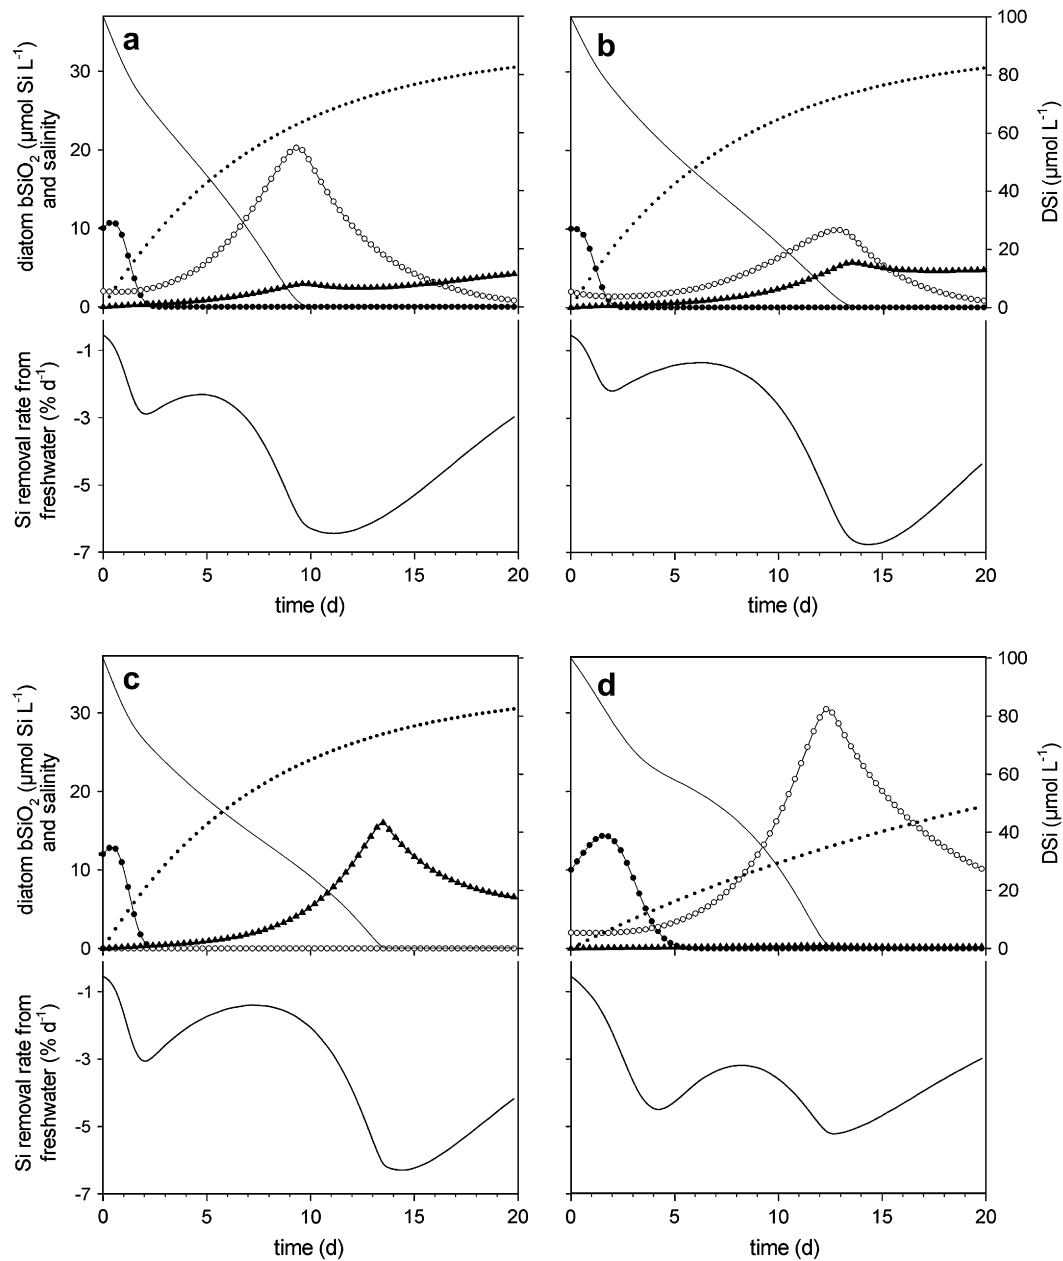 a
b
diatom bSiO2 (µmol Si L-1)
and salinity
30
20
10
0
100
80
60
40
20
0
DSi (µmol L-1)
Si removal rate from
freshwater (% d-1)
-1
-3
-5
-7
0 5 10 15 20
0 5 10 15 20
time (d)
time (d)
c
d
diatom bSiO2 (µmol Si L-1)
and salinity
30
20
10
0
100
80
60
40
20
0
DSi (µmol L-1)
Si removal rate from
freshwater (% d-1)
-1
-3
-5
-7
0 5 10 15 20
0 5 10 15 20
time (d)
time (d)